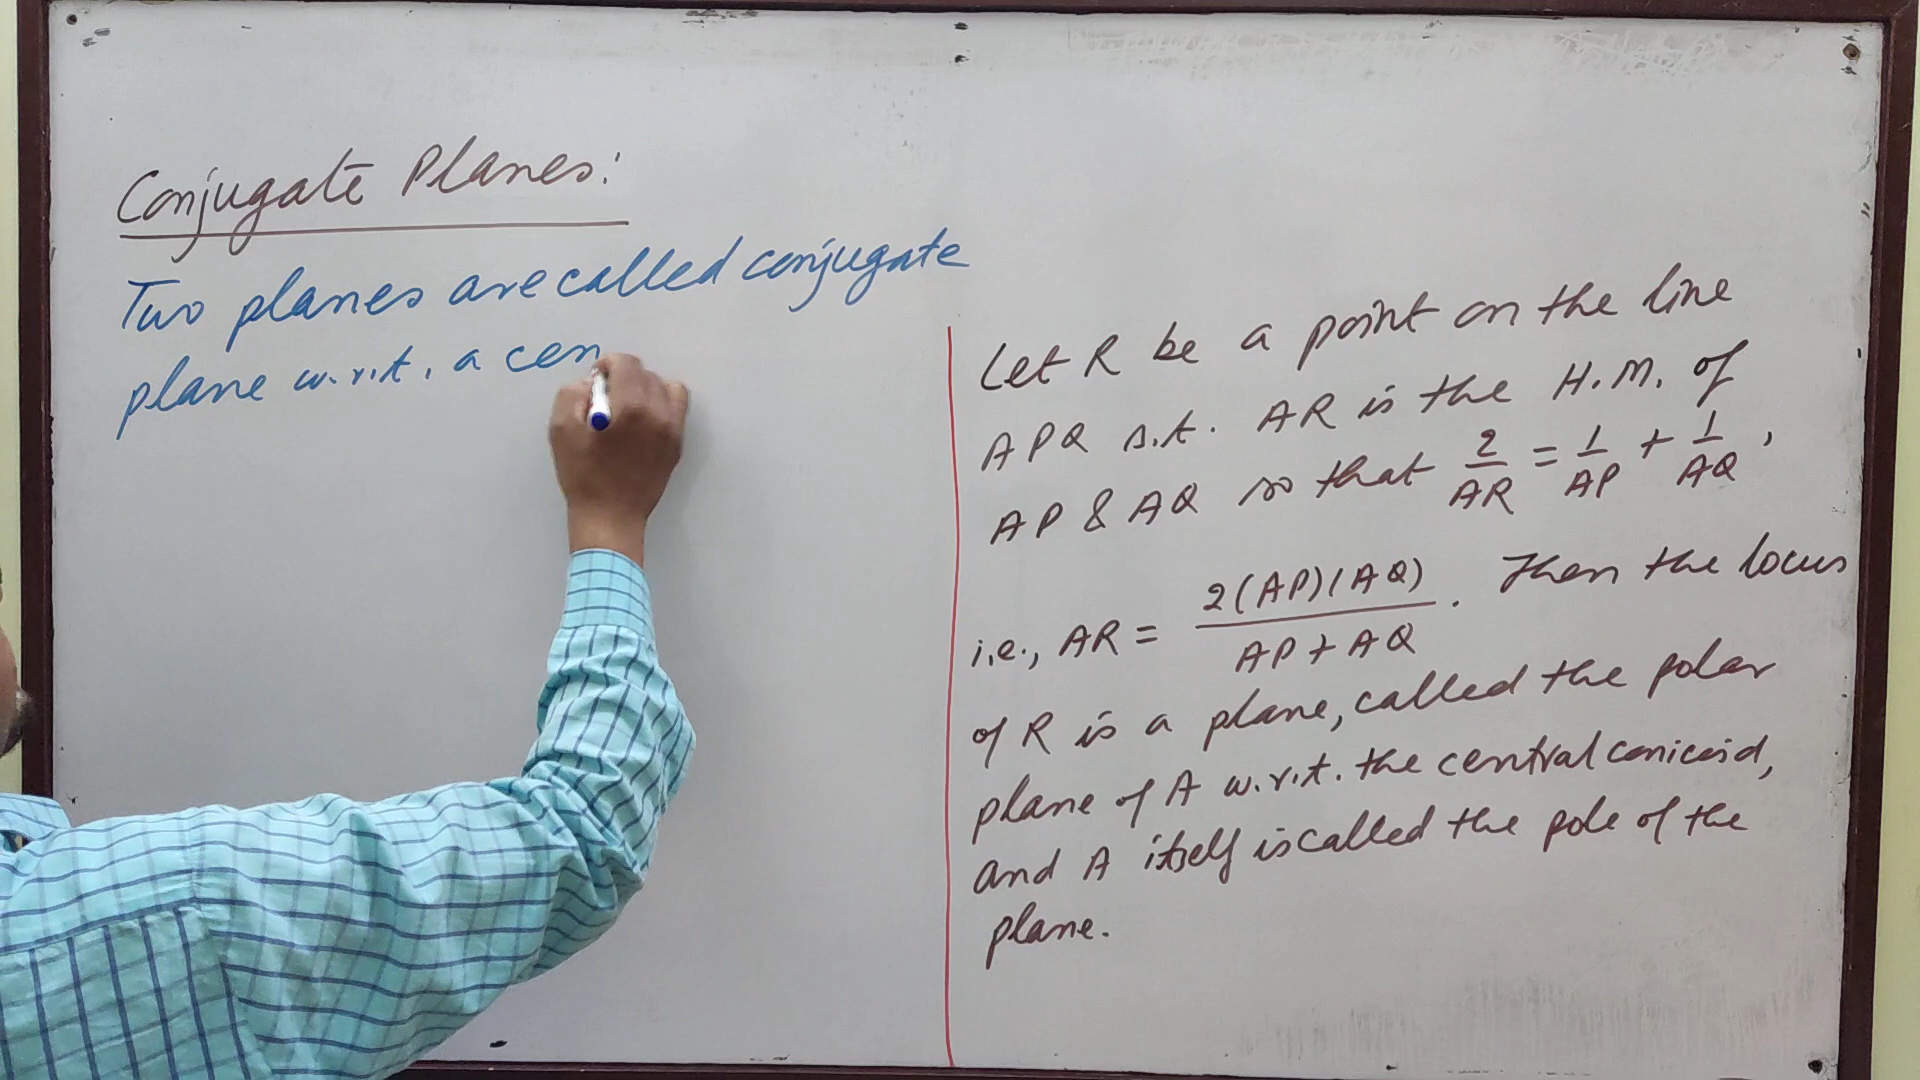 Conjugate Planes:
Two planes are called conjugate
plane w.r.t. a cen
Let R be a point on the line
APQ s.t. AR is the H.M. of
AP & AQ so that 2/AR = 1/AP + 1/AQ,
i.e., AR = 2(AP)(AQ)/AP+AQ. Then the locus
of R is a plane, called the polar
plane of A w.r.t. the central conicoid,
and A itself is called the pole of the
plane.